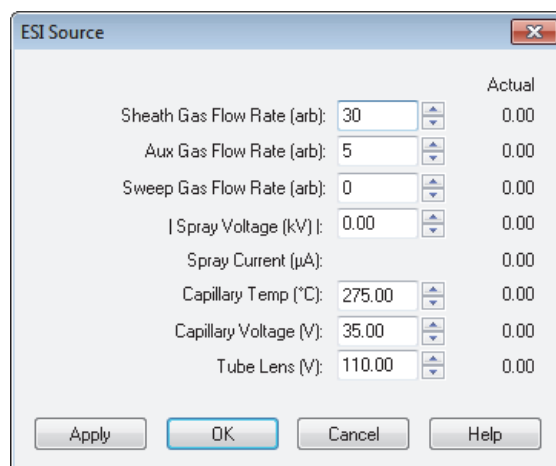 ESI Source
Actual
Sheath Gas Flow Rate (arb): 30 0.00
Aux Gas Flow Rate (arb): 5 0.00
Sweep Gas Flow Rate (arb): 0 0.00
| Spray Voltage (kV) |: 0.00 0.00
Spray Current (µA): 0.00
Capillary Temp (°C): 275.00 0.00
Capillary Voltage (V): 35.00 0.00
Tube Lens (V): 110.00 0.00
Apply OK Cancel Help